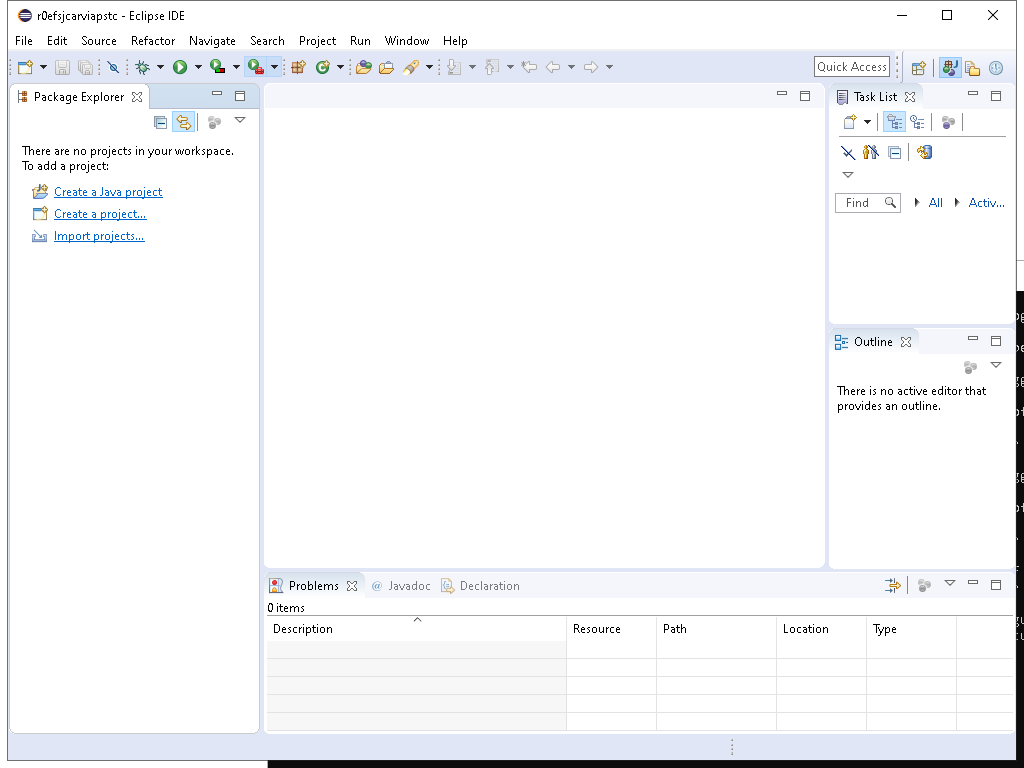 r0efsjcarviapstc - Eclipse IDE
File Edit Source Refactor Navigate Search Project Run Window Help
Quick Access
Package Explorer
There are no projects in your workspace.
To add a project:
Create a Java project
Create a project...
Import projects...
Task List
Find All Activ...
Outline
There is no active editor that
provides an outline.
Problems @ Javadoc Declaration
0 items
Description Resource Path Location Type